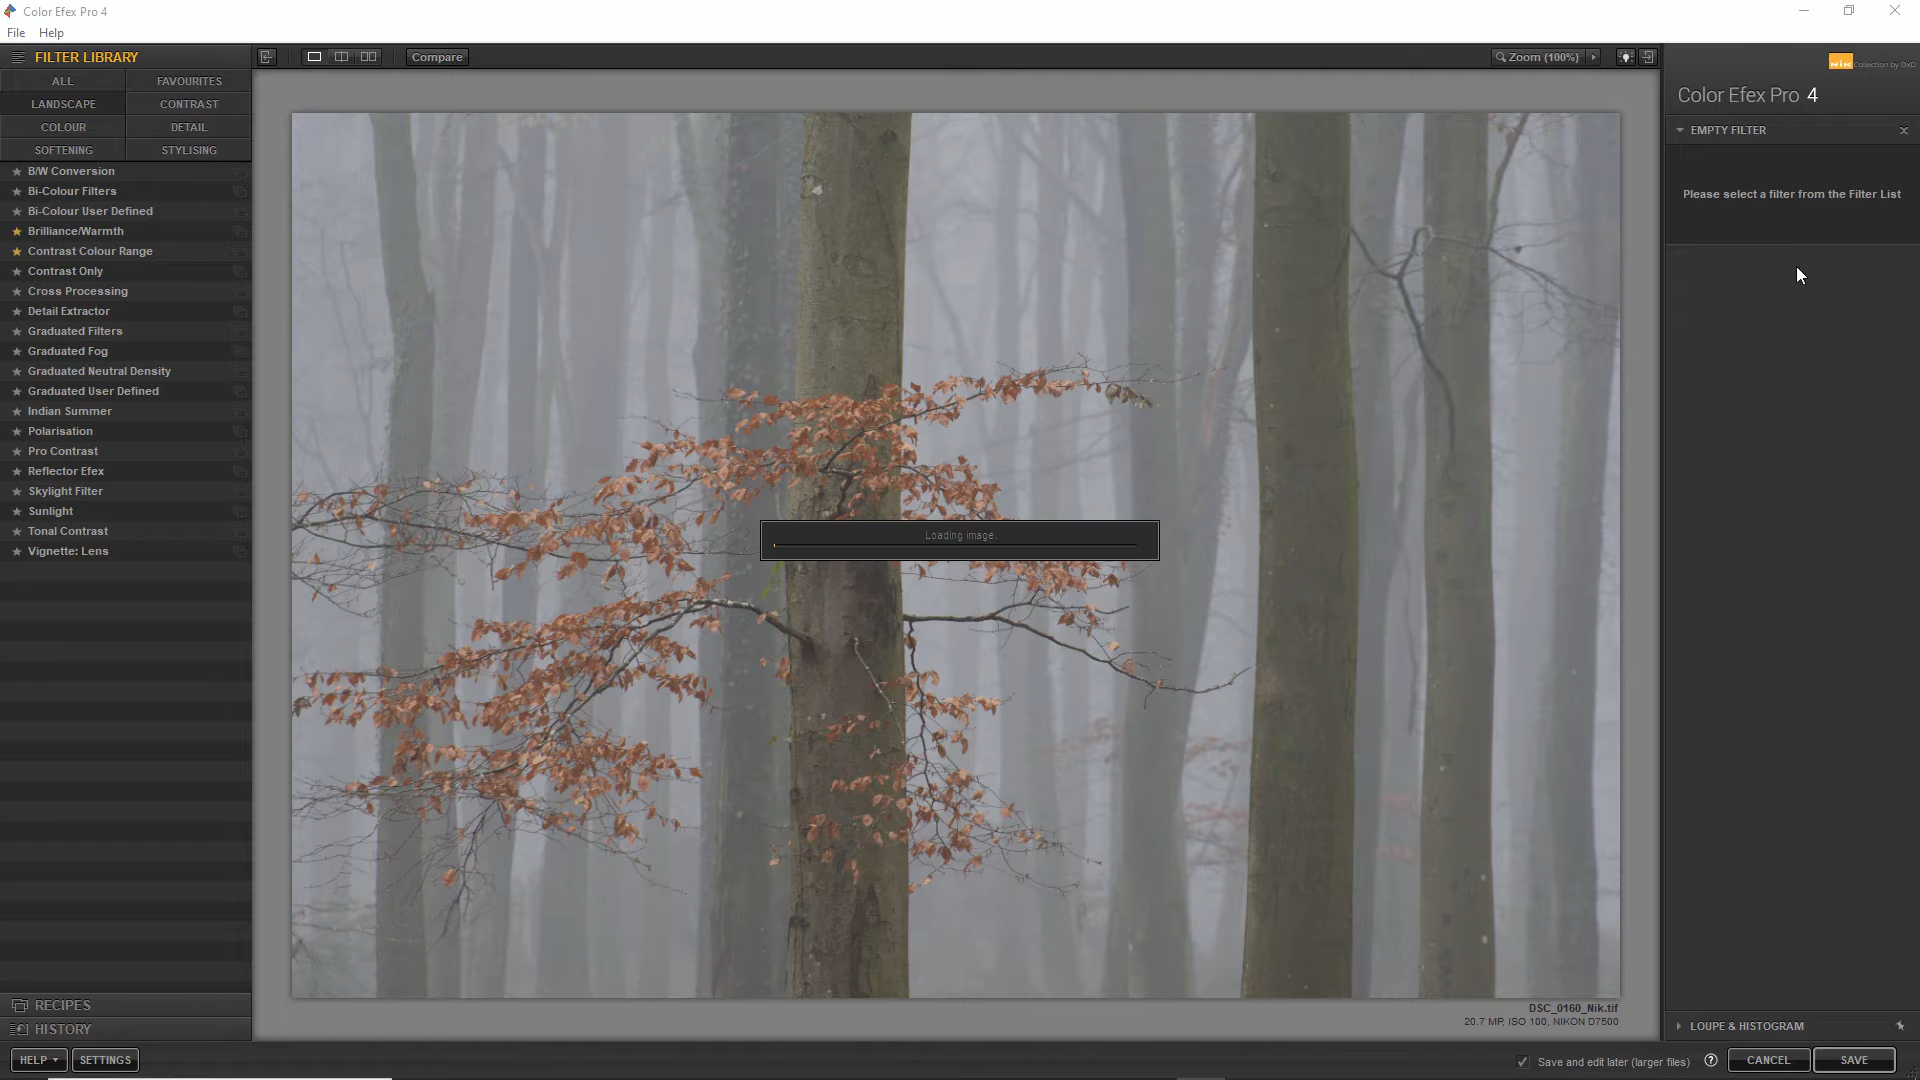 Color Efex Pro 4
File Help
FILTER LIBRARY
Compare
Zoom (100%)
ALL FAVOURITES
LANDSCAPE CONTRAST
COLOUR DETAIL
SOFTENING STYLISING
B/W Conversion
Bi-Colour Filters
Bi-Colour User Defined
Brilliance/Warmth
Contrast Colour Range
Contrast Only
Cross Processing
Detail Extractor
Graduated Filters
Graduated Fog
Graduated Neutral Density
Graduated User Defined
Indian Summer
Polarisation
Pro Contrast
Reflector Efex
Skylight Filter
Sunlight
Tonal Contrast
Vignette: Lens
RECIPES
HISTORY
HELP SETTINGS
Loading image.
DSC_0160_Nik.tif
20.7 MP, ISO 100, NIKON D7500
Nik Collection by DxO
Color Efex Pro 4
EMPTY FILTER
Please select a filter from the Filter List
LOUPE & HISTOGRAM
Save and edit later (larger files) ? CANCEL SAVE